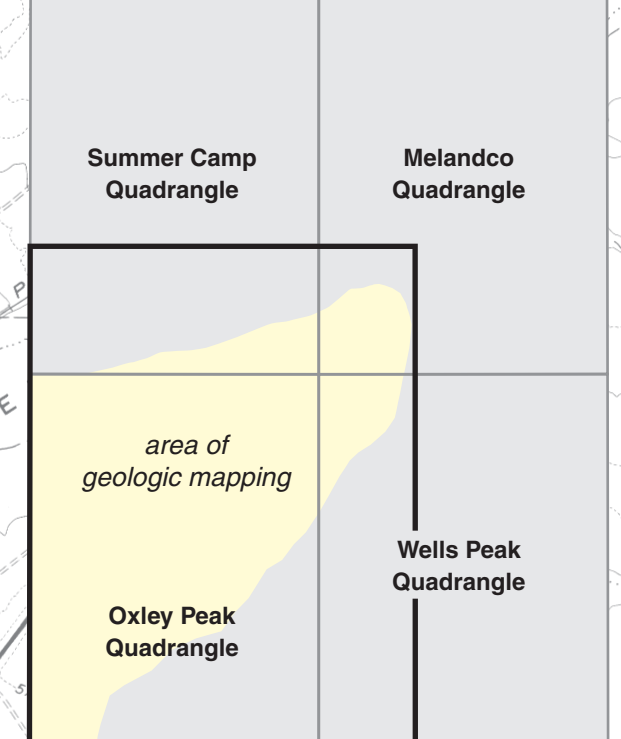 Summer Camp
Quadrangle
Melandco
Quadrangle
P
E
area of
geologic mapping
Wells Peak
Quadrangle
Oxley Peak
Quadrangle